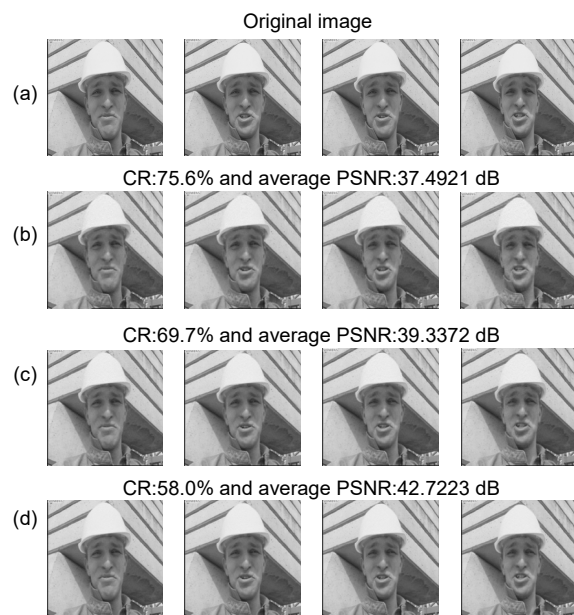 Original image
(a)
CR:75.6% and average PSNR:37.4921 dB
(b)
CR:69.7% and average PSNR:39.3372 dB
(c)
CR:58.0% and average PSNR:42.7223 dB
(d)